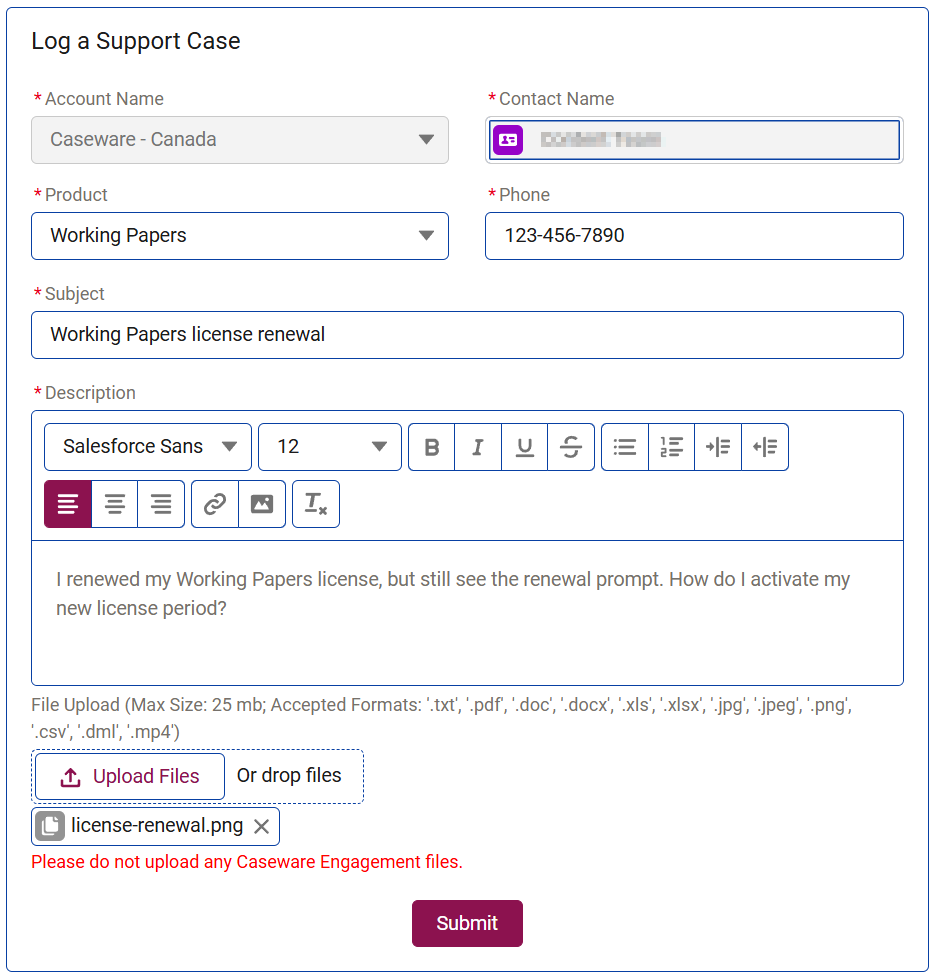 Log a Support Case
*Account Name
*Contact Name
Caseware - Canada
*Product
*Phone
Working Papers
123-456-7890
*Subject
Working Papers license renewal
*Description
Salesforce Sans
12
B I U S
I renewed my Working Papers license, but still see the renewal prompt. How do I activate my
new license period?
File Upload (Max Size: 25 mb; Accepted Formats: '.txt', '.pdf', '.doc', '.docx', '.xls', '.xlsx', '.jpg', '.jpeg', '.png',
'.csv', '.dml', '.mp4')
Upload Files
Or drop files
license-renewal.png
Please do not upload any Caseware Engagement files.
Submit